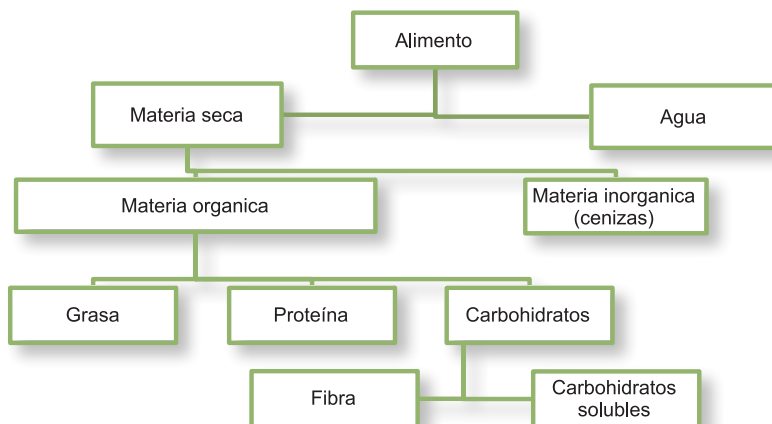 Alimento
Materia seca
Agua
Materia organica
Materia inorganica
(cenizas)
Grasa
Proteína
Carbohidratos
Fibra
Carbohidratos
solubles